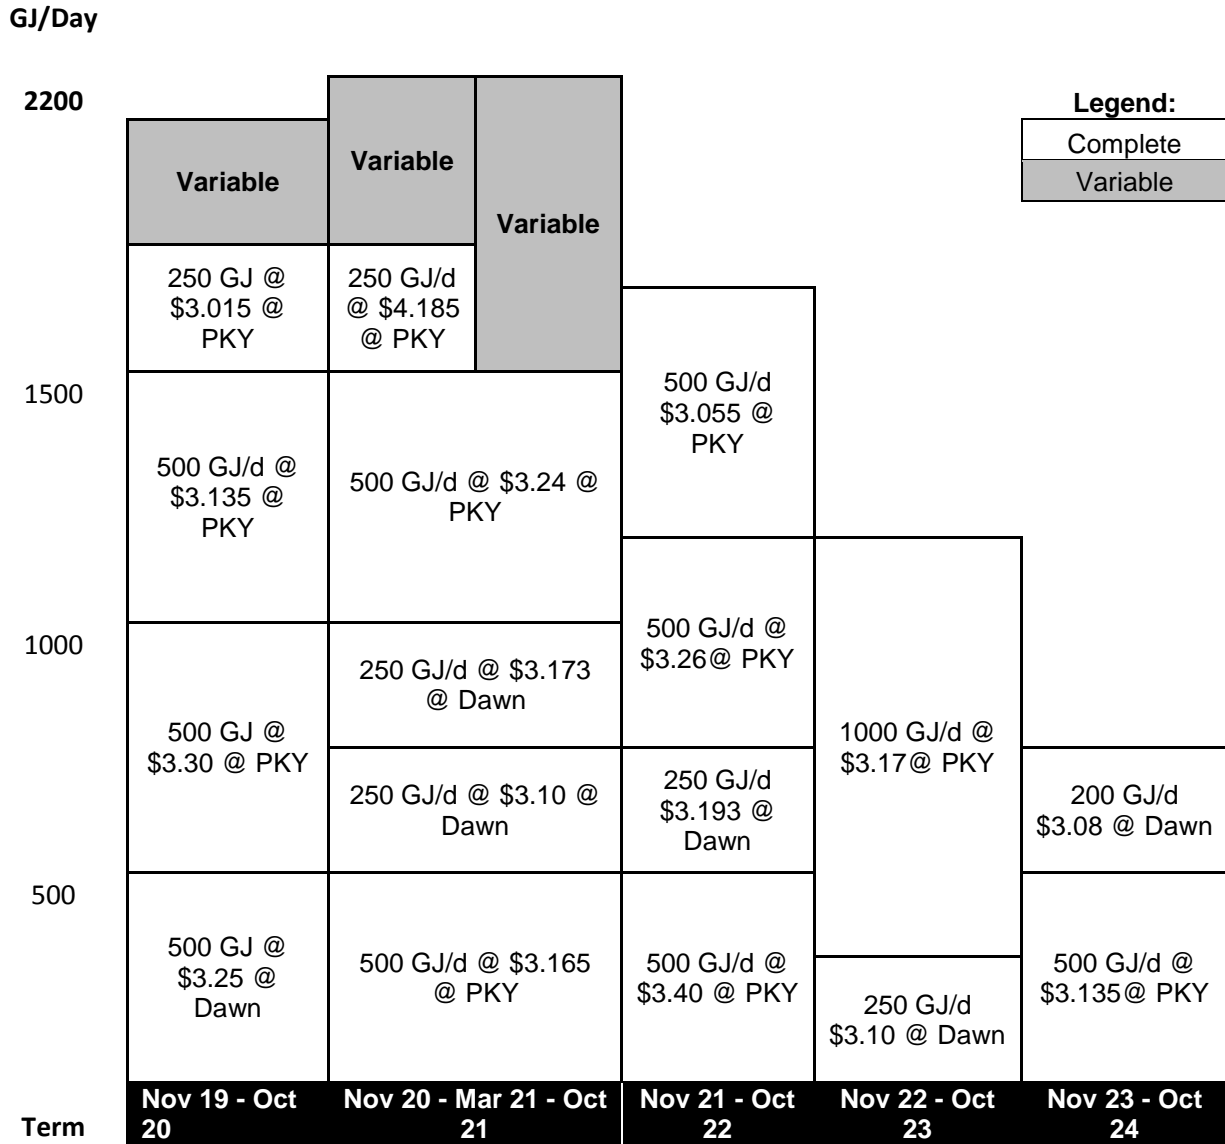 GJ/Day
2200
Legend:
Complete
Variable
Variable
Variable
Variable
250 GJ @
$3.015 @
PKY
250 GJ/d
@ $4.185
@ PKY
1500
500 GJ/d @
$3.135 @
PKY
500 GJ/d @ $3.24 @
PKY
500 GJ/d
$3.055 @
PKY
1000
500 GJ @
$3.30 @ PKY
250 GJ/d @ $3.173
@ Dawn
250 GJ/d @ $3.10 @
Dawn
500 GJ/d @
$3.26@ PKY
250 GJ/d
$3.193 @
Dawn
1000 GJ/d @
$3.17@ PKY
200 GJ/d
$3.08 @ Dawn
500
500 GJ @
$3.25 @
Dawn
500 GJ/d @ $3.165
@ PKY
500 GJ/d @
$3.40 @ PKY
250 GJ/d
$3.10 @ Dawn
500 GJ/d @
$3.135@ PKY
Term
Nov 19 - Oct
20
Nov 20 - Mar 21 - Oct
21
Nov 21 - Oct
22
Nov 22 - Oct
23
Nov 23 - Oct
24